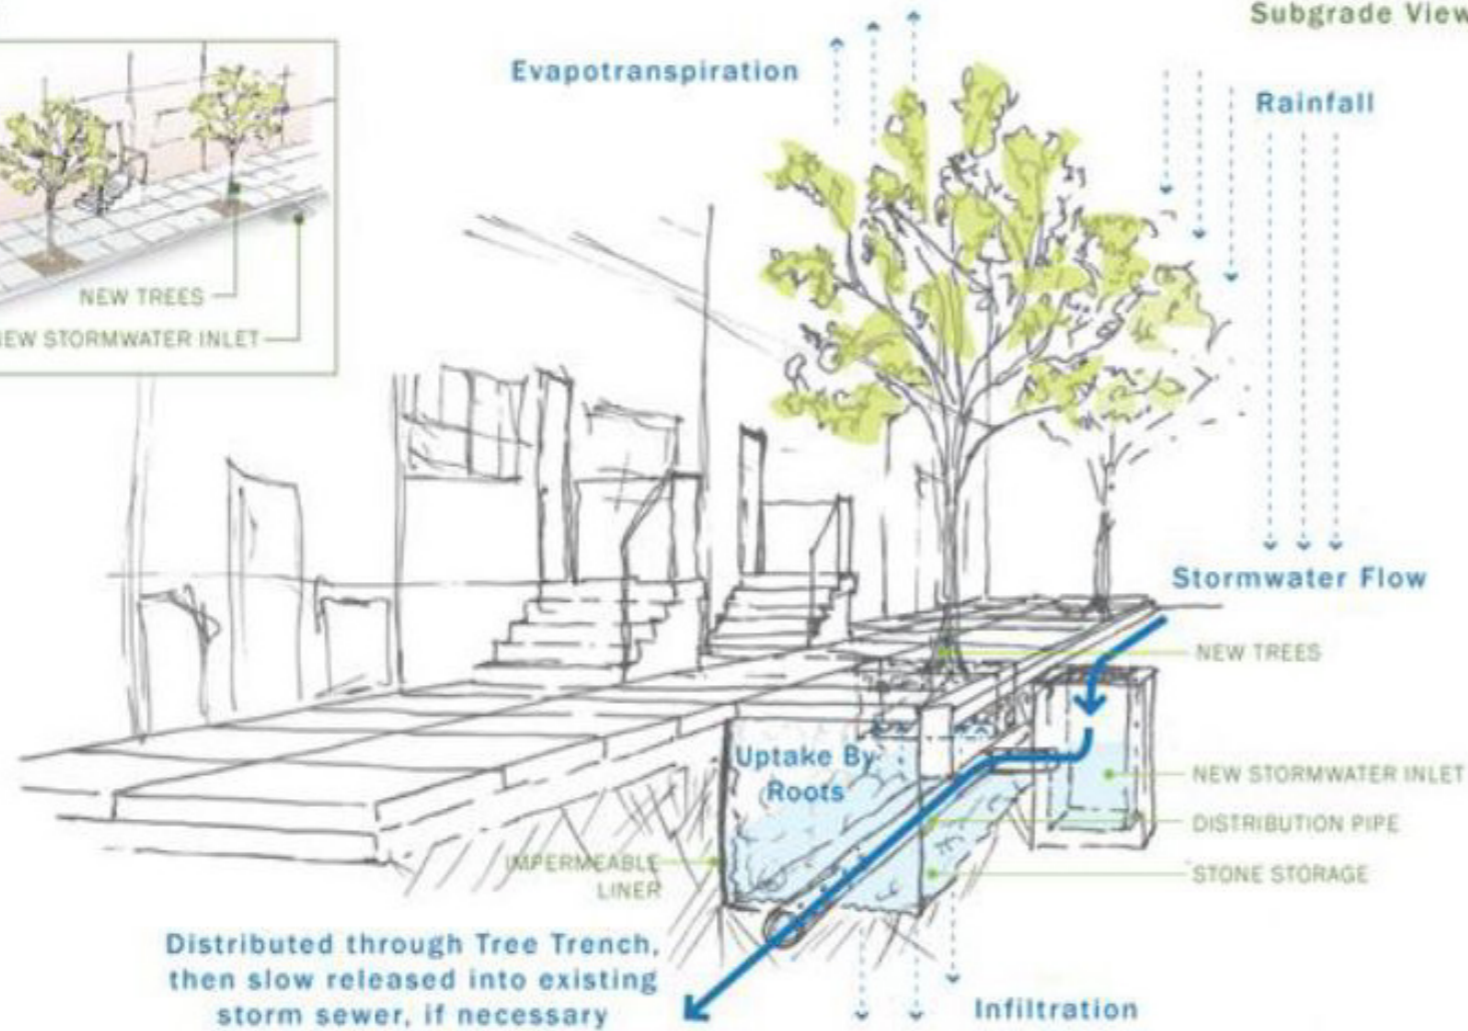 Subgrade View
Evapotranspiration
Rainfall
NEW TREES
NEW STORMWATER INLET
Stormwater Flow
NEW TREES
Uptake By
Roots
NEW STORMWATER INLET
DISTRIBUTION PIPE
IMPERMEABLE
LINER
STONE STORAGE
Distributed through Tree Trench,
then slow released into existing
storm sewer, if necessary
Infiltration